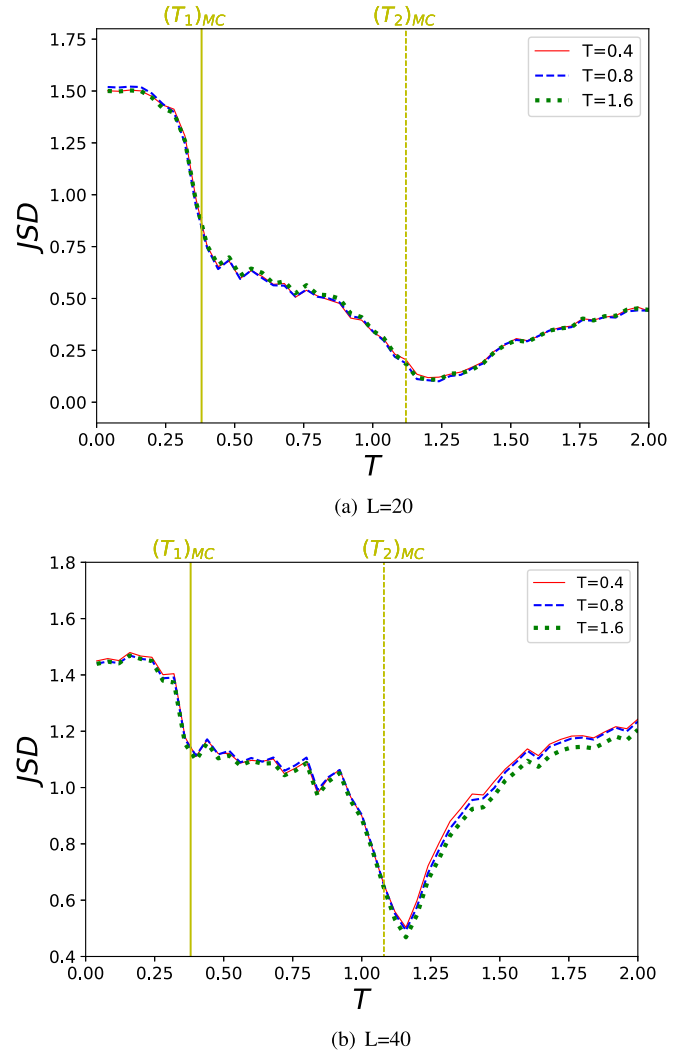 (T₁)MC (T₂)MC
1.75
1.50
1.25
1.00
0.75
0.50
0.25
0.00
JSD
T=0.4
T=0.8
T=1.6
0.00 0.25 0.50 0.75 1.00 1.25 1.50 1.75 2.00
T
(a) L=20
(T₁)MC (T₂)MC
1.8
1.6
1.4
1.2
1.0
0.8
0.6
0.4
JSD
T=0.4
T=0.8
T=1.6
0.00 0.25 0.50 0.75 1.00 1.25 1.50 1.75 2.00
T
(b) L=40